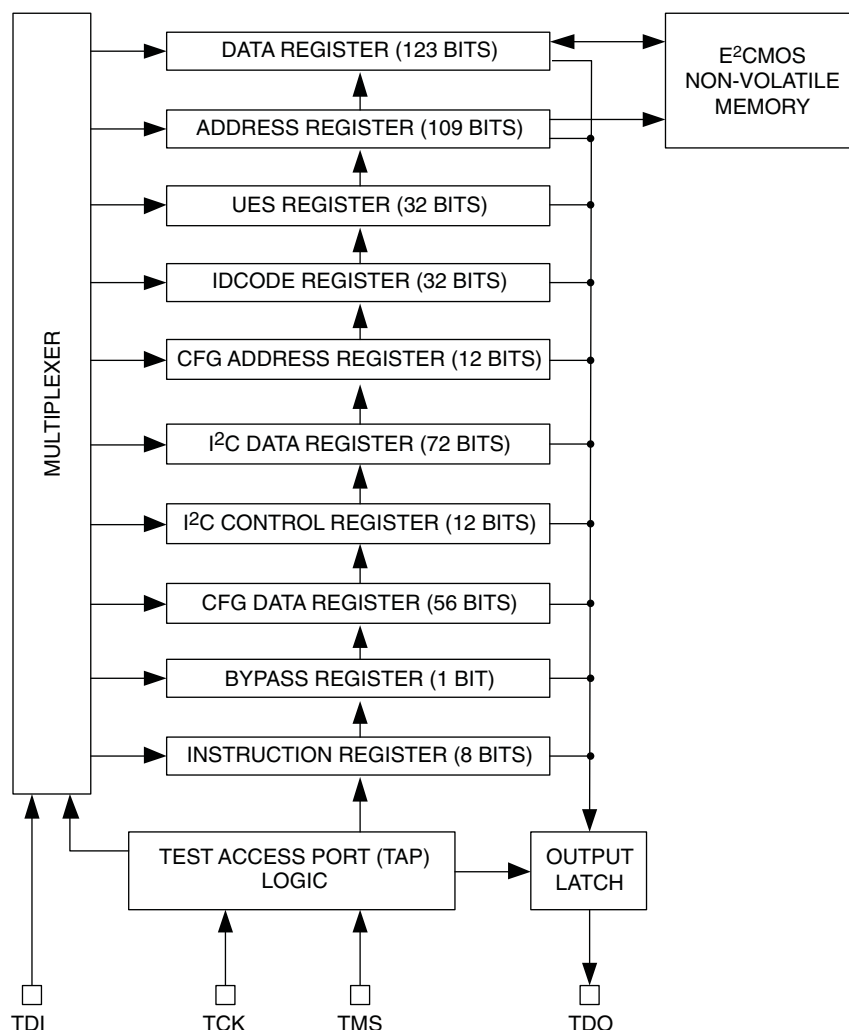 DATA REGISTER (123 BITS)
E²CMOS
NON-VOLATILE
MEMORY
ADDRESS REGISTER (109 BITS)
UES REGISTER (32 BITS)
IDCODE REGISTER (32 BITS)
MULTIPLEXER
CFG ADDRESS REGISTER (12 BITS)
I²C DATA REGISTER (72 BITS)
I²C CONTROL REGISTER (12 BITS)
CFG DATA REGISTER (56 BITS)
BYPASS REGISTER (1 BIT)
INSTRUCTION REGISTER (8 BITS)
TEST ACCESS PORT (TAP)
LOGIC
OUTPUT
LATCH
TDI
TCK
TMS
TDO